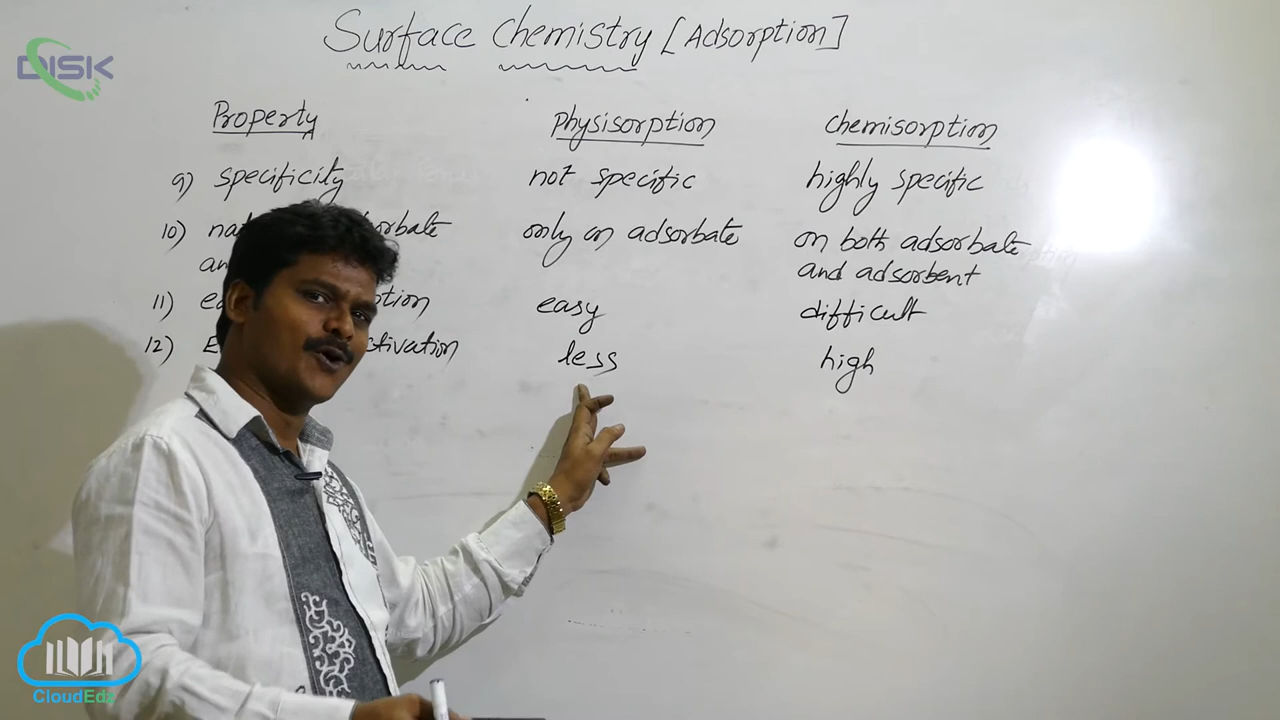 DISK
Surface Chemistry [Adsorption]
Property Physisorption Chemisorption
9) specificity not specific highly specific
10) only on adsorbate on both adsorbate
and adsorbent
11) easy difficult
12) less high
CloudEdz